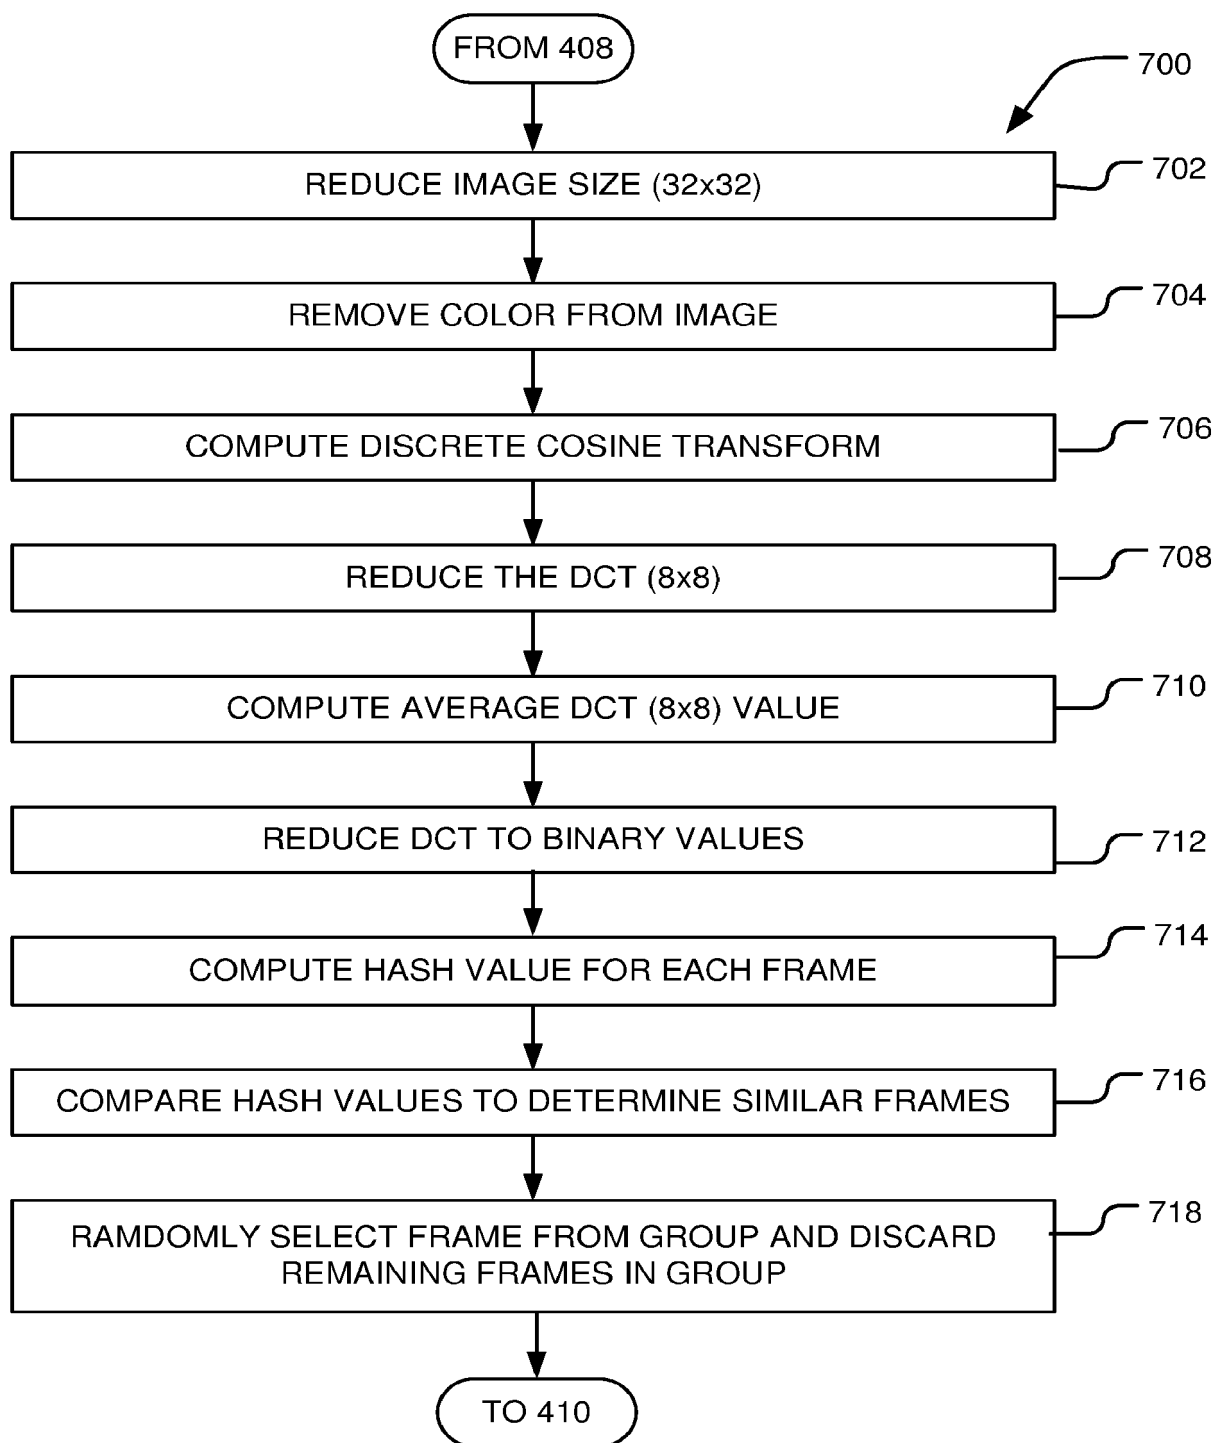 FROM 408
700
REDUCE IMAGE SIZE (32x32)
702
REMOVE COLOR FROM IMAGE
704
COMPUTE DISCRETE COSINE TRANSFORM
706
REDUCE THE DCT (8x8)
708
COMPUTE AVERAGE DCT (8x8) VALUE
710
REDUCE DCT TO BINARY VALUES
712
COMPUTE HASH VALUE FOR EACH FRAME
714
COMPARE HASH VALUES TO DETERMINE SIMILAR FRAMES
716
RAMDOMLY SELECT FRAME FROM GROUP AND DISCARD
REMAINING FRAMES IN GROUP
718
TO 410